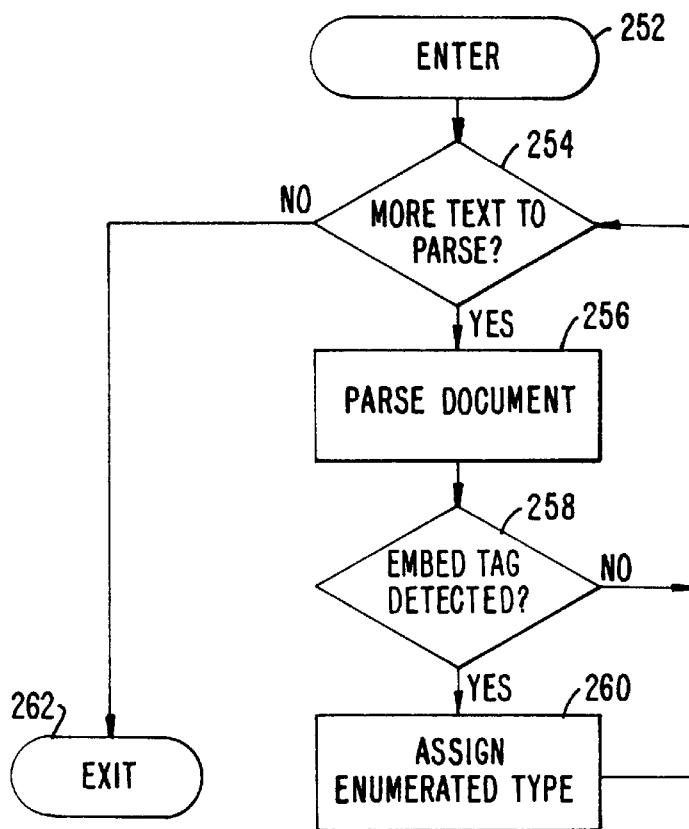 252
ENTER
254
NO
MORE TEXT TO
PARSE?
YES
256
PARSE DOCUMENT
258
EMBED TAG
DETECTED?
NO
YES
260
262
ASSIGN
ENUMERATED TYPE
EXIT